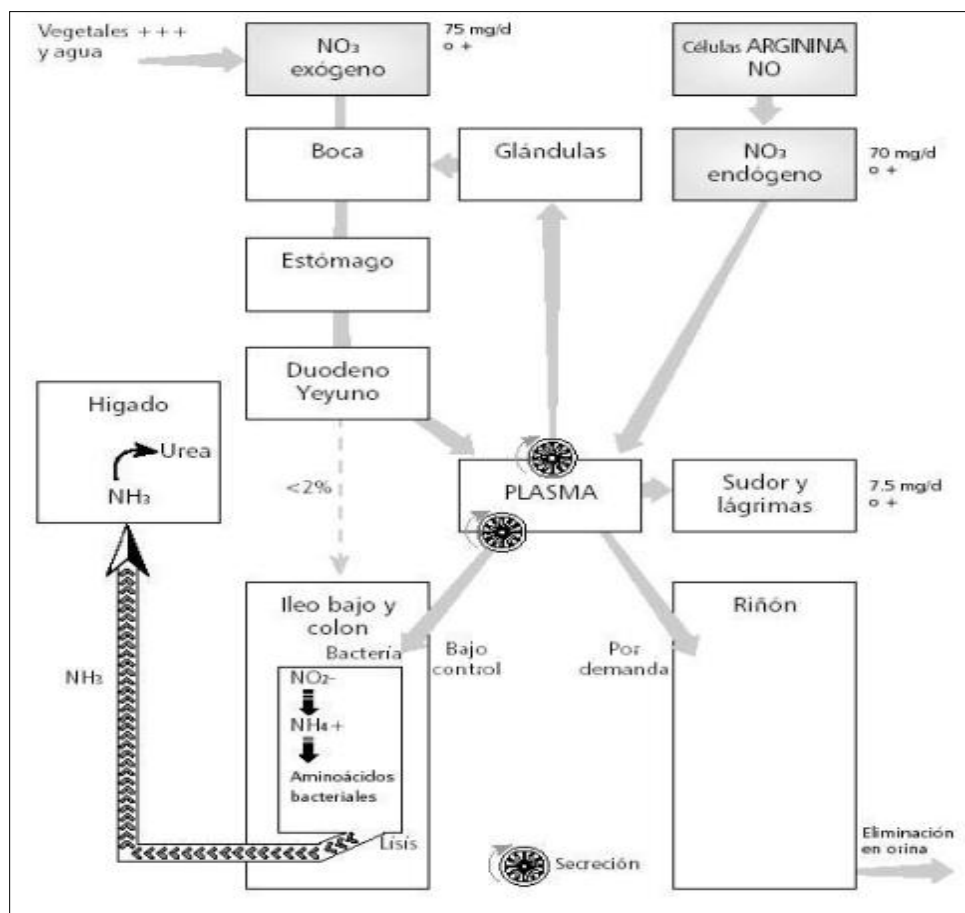 Vegetales +++
y agua
NO₃
exógeno
75 mg/d
o +
Células ARGININA
NO
Boca
Glándulas
NO₃
endógeno
70 mg/d
o +
Estómago
Duodeno
Yeyuno
Higado
Urea
NH₃
<2%
PLASMA
Sudor y
lágrimas
7.5 mg/d
o +
Ileo bajo y
colon
Bactería
Bajo
control
Por
demanda
Riñón
NH₃
NO₂-
NH₄+
Aminoácidos
bacteriales
Lisís
Secreción
Eliminación
en orina